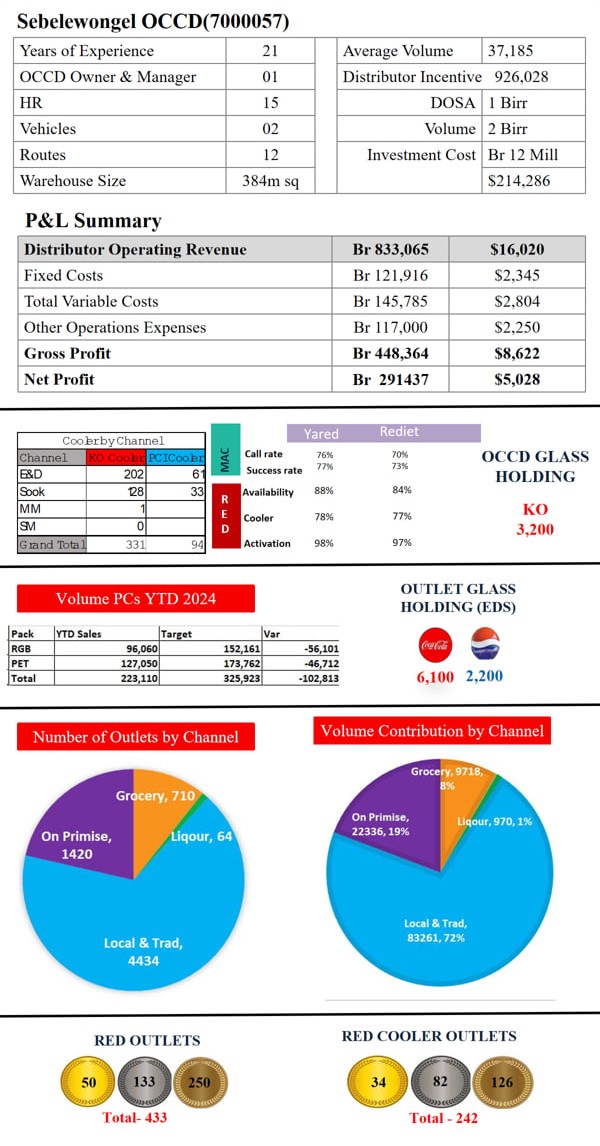 Sebelewongel OCCD(7000057)
Years of Experience 21 Average Volume 37,185
OCCD Owner & Manager 01 Distributor Incentive 926,028
HR 15 DOSA 1 Birr
Vehicles 02 Volume 2 Birr
Routes 12 Investment Cost Br 12 Mill
Warehouse Size 384m sq $214,286
P&L Summary
Distributor Operating Revenue Br 833,065 $16,020
Fixed Costs Br 121,916 $2,345
Total Variable Costs Br 145,785 $2,804
Other Operations Expenses Br 117,000 $2,250
Gross Profit Br 448,364 $8,622
Net Profit Br 291437 $5,028
Cooler by Channel
Channel KO Cooler PCI Cooler
E&D 202 61
Sook 128 33
MM 1
SM 0
Grand Total 331 94
Yared Rediet
MAC
Call rate 76% 70%
Success rate 77% 73%
RED
Availability 88% 84%
Cooler 78% 77%
Activation 98% 97%
OCCD GLASS
HOLDING
KO
3,200
Volume PCs YTD 2024
Pack YTD Sales Target Var
RGB 96,060 152,161 -56,101
PET 127,050 173,762 -46,712
Total 223,110 325,923 -102,813
OUTLET GLASS
HOLDING (EDS)
Coca-Cola
6,100 2,200
Number of Outlets by Channel
Grocery, 710
Liqour, 64
On Primise,
1420
Local & Trad,
4434
Volume Contribution by Channel
Grocery, 9718,
8%
Liqour, 970, 1%
On Primise,
22336, 19%
Local & Trad,
83261, 72%
RED OUTLETS
50 133 250
Total- 433
RED COOLER OUTLETS
34 82 126
Total - 242